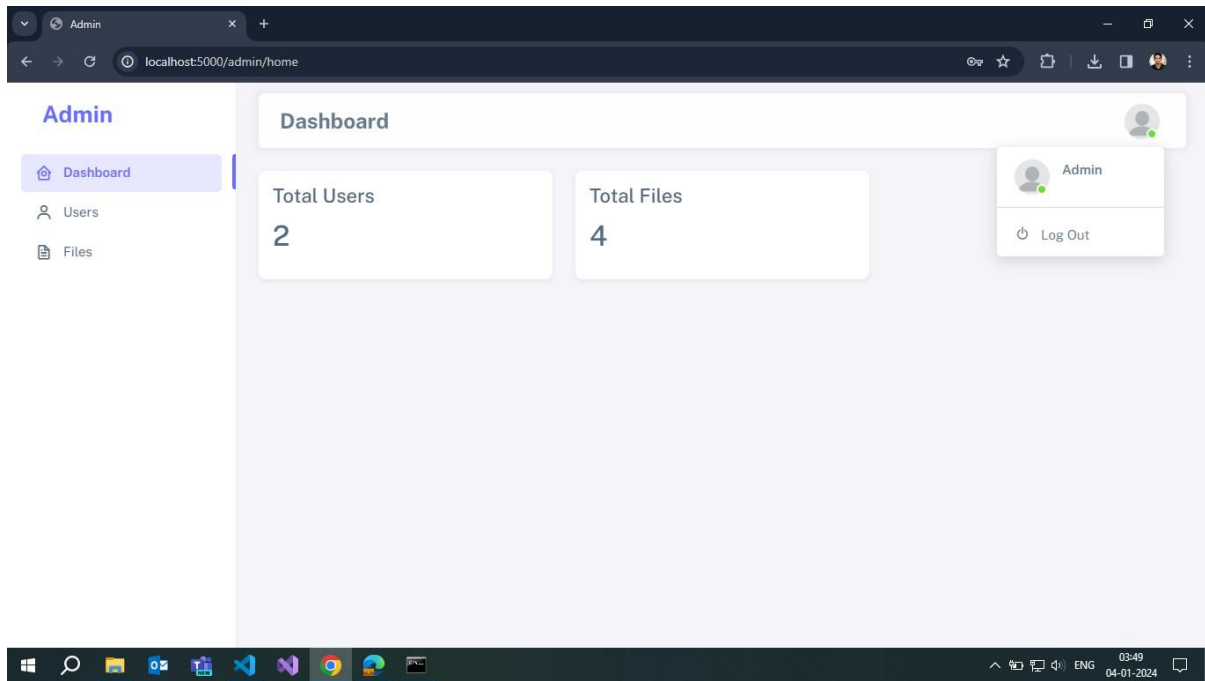 Admin
localhost:5000/admin/home
Admin
Dashboard
Dashboard
Users
Files
Total Users
2
Total Files
4
Admin
Log Out
ENG
03:49
04-01-2024